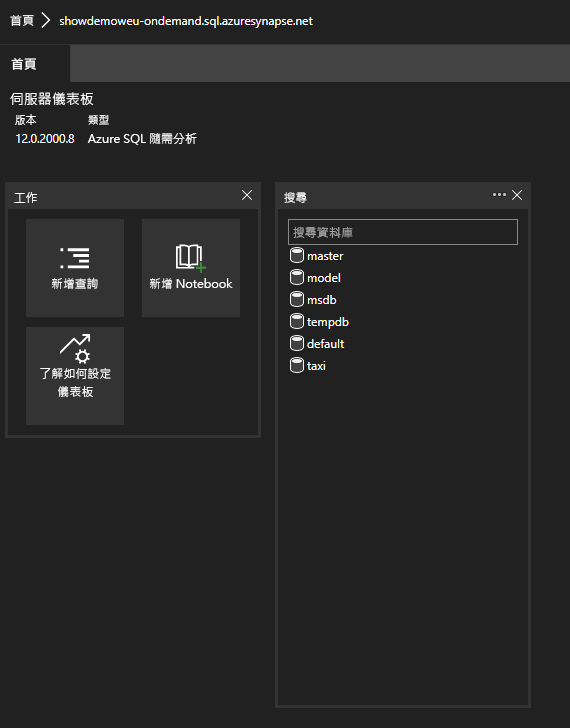 首頁 showdemoweu-ondemand.sql.azuresynapse.net
首頁
伺服器儀表板
版本 類型
12.0.2000.8 Azure SQL 隨需分析
工作
新增查詢
新增 Notebook
了解如何設定
儀表板
搜尋
搜尋資料庫
master
model
msdb
tempdb
default
taxi